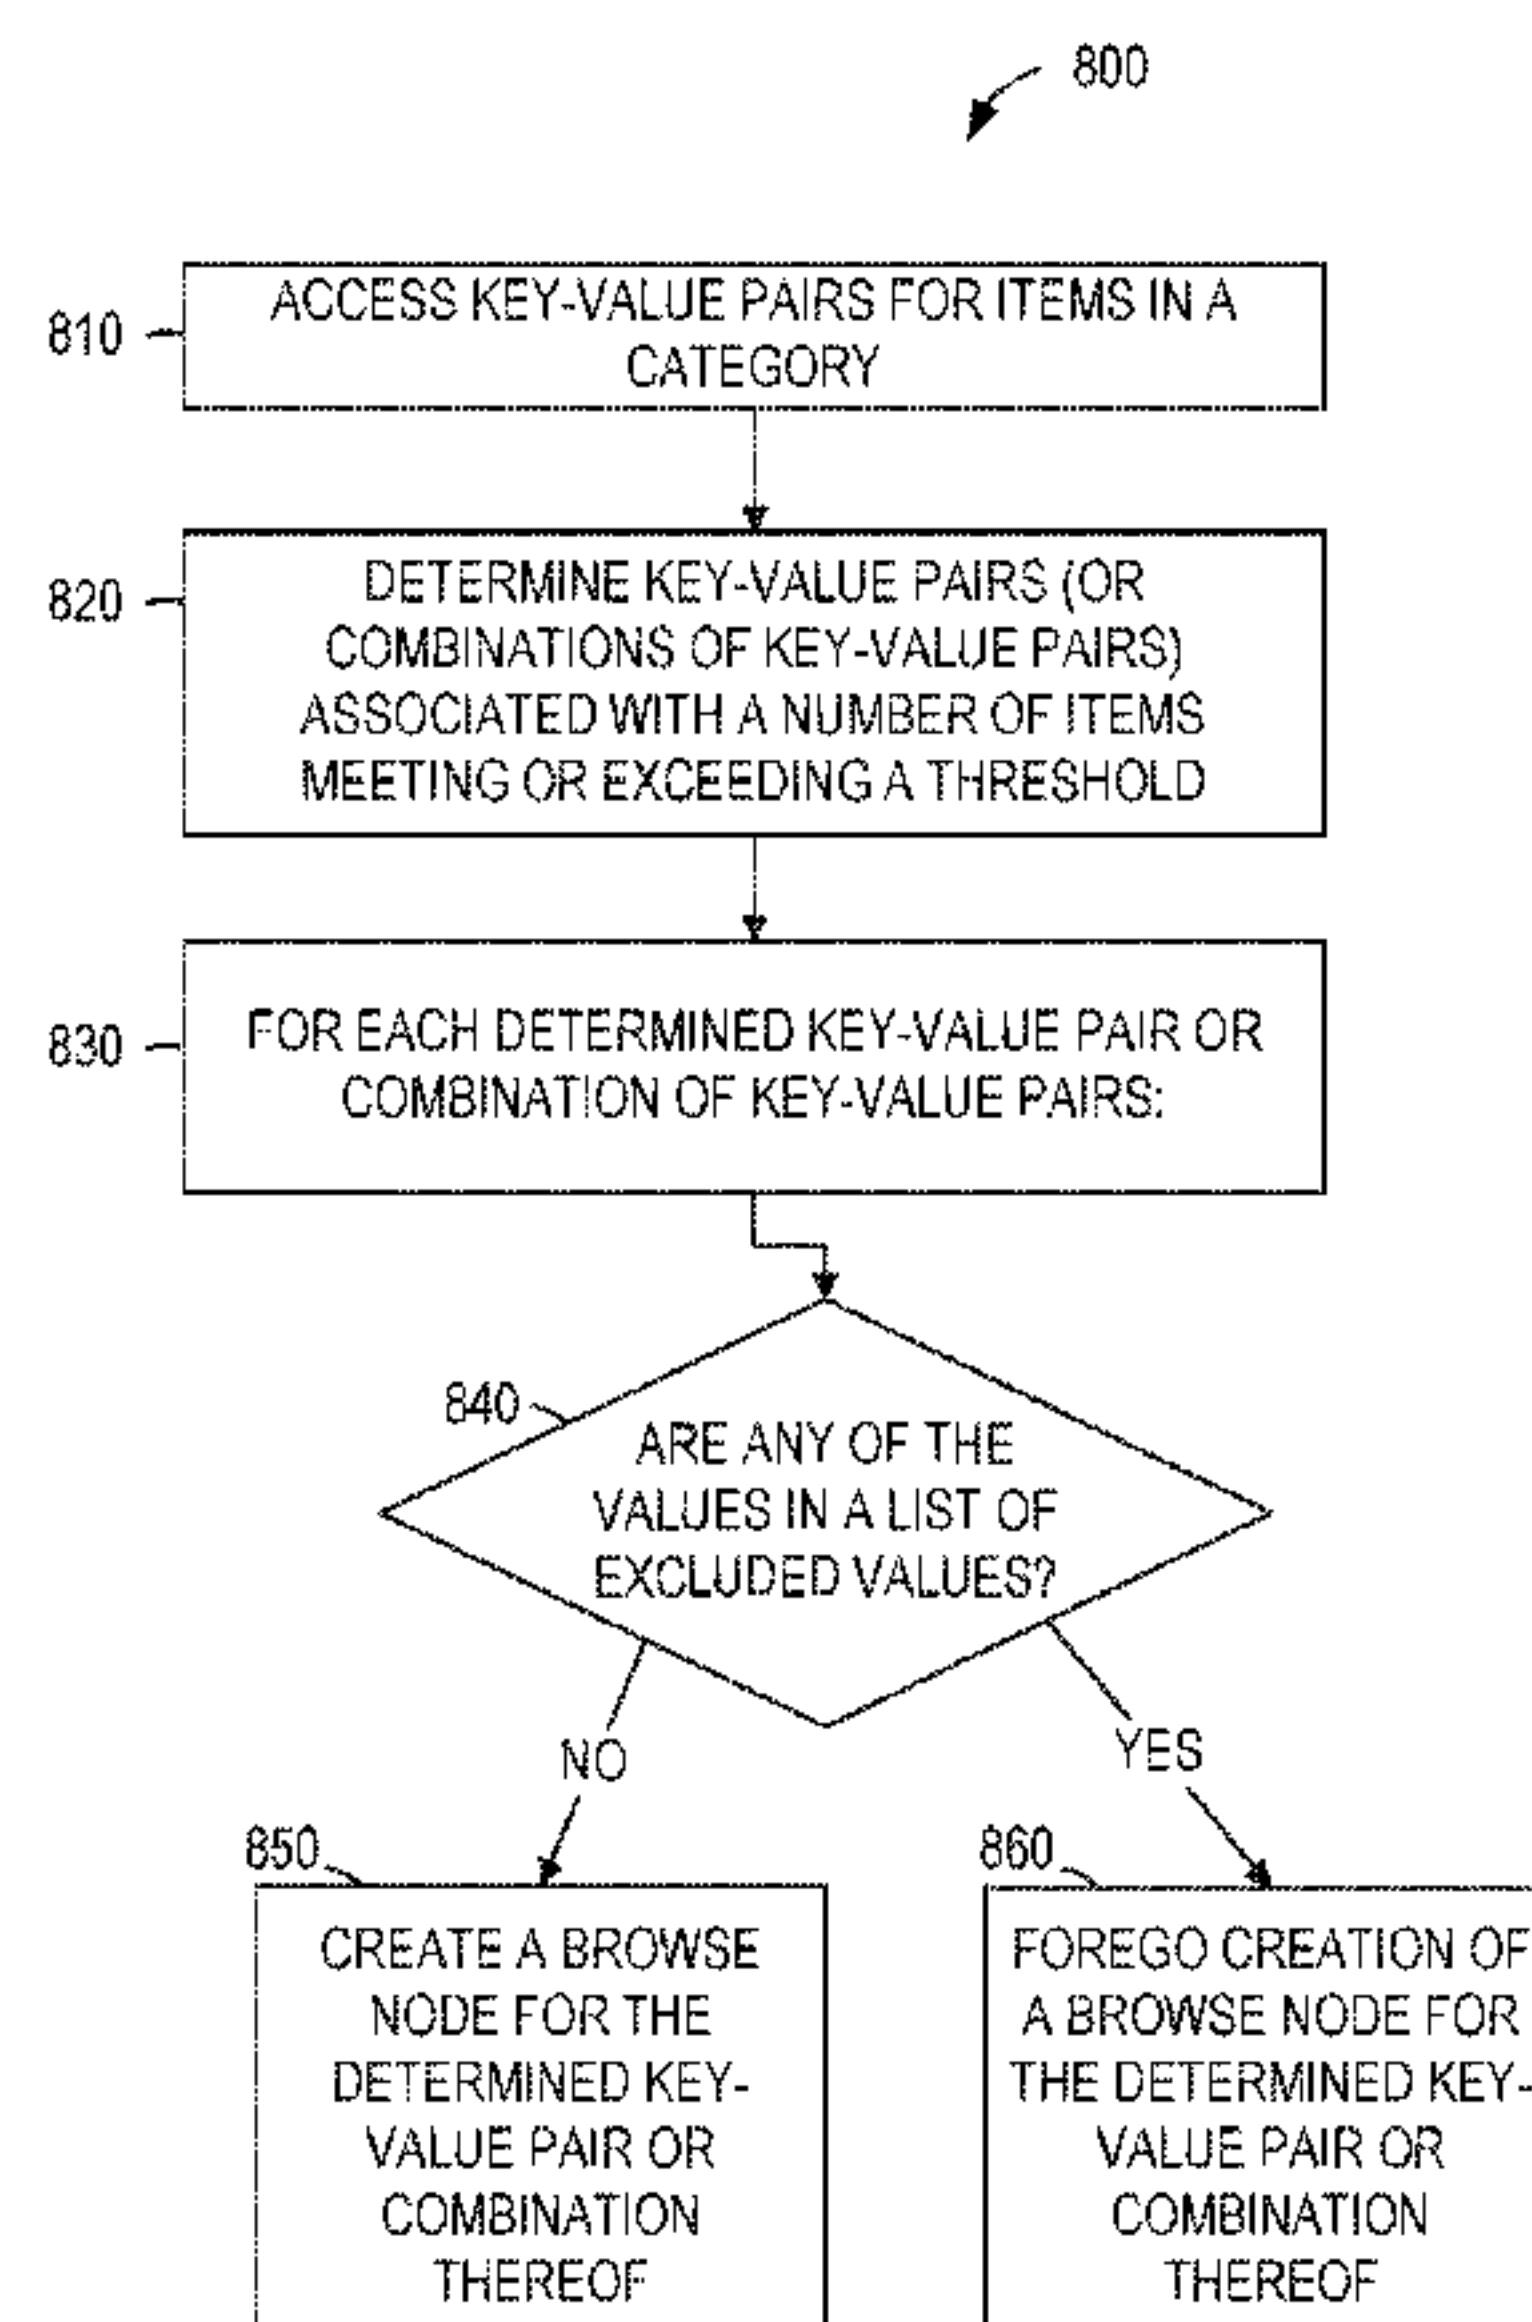 800
810
ACCESS KEY-VALUE PAIRS FOR ITEMS IN A
CATEGORY
820
DETERMINE KEY-VALUE PAIRS (OR
COMBINATIONS OF KEY-VALUE PAIRS)
ASSOCIATED WITH A NUMBER OF ITEMS
MEETING OR EXCEEDING A THRESHOLD
830
FOR EACH DETERMINED KEY-VALUE PAIR OR
COMBINATION OF KEY-VALUE PAIRS:
840
ARE ANY OF THE
VALUES IN A LIST OF
EXCLUDED VALUES?
NO
YES
850
CREATE A BROWSE
NODE FOR THE
DETERMINED KEY-
VALUE PAIR OR
COMBINATION
THEREOF
860
FOREGO CREATION OF
A BROWSE NODE FOR
THE DETERMINED KEY-
VALUE PAIR OR
COMBINATION
THEREOF